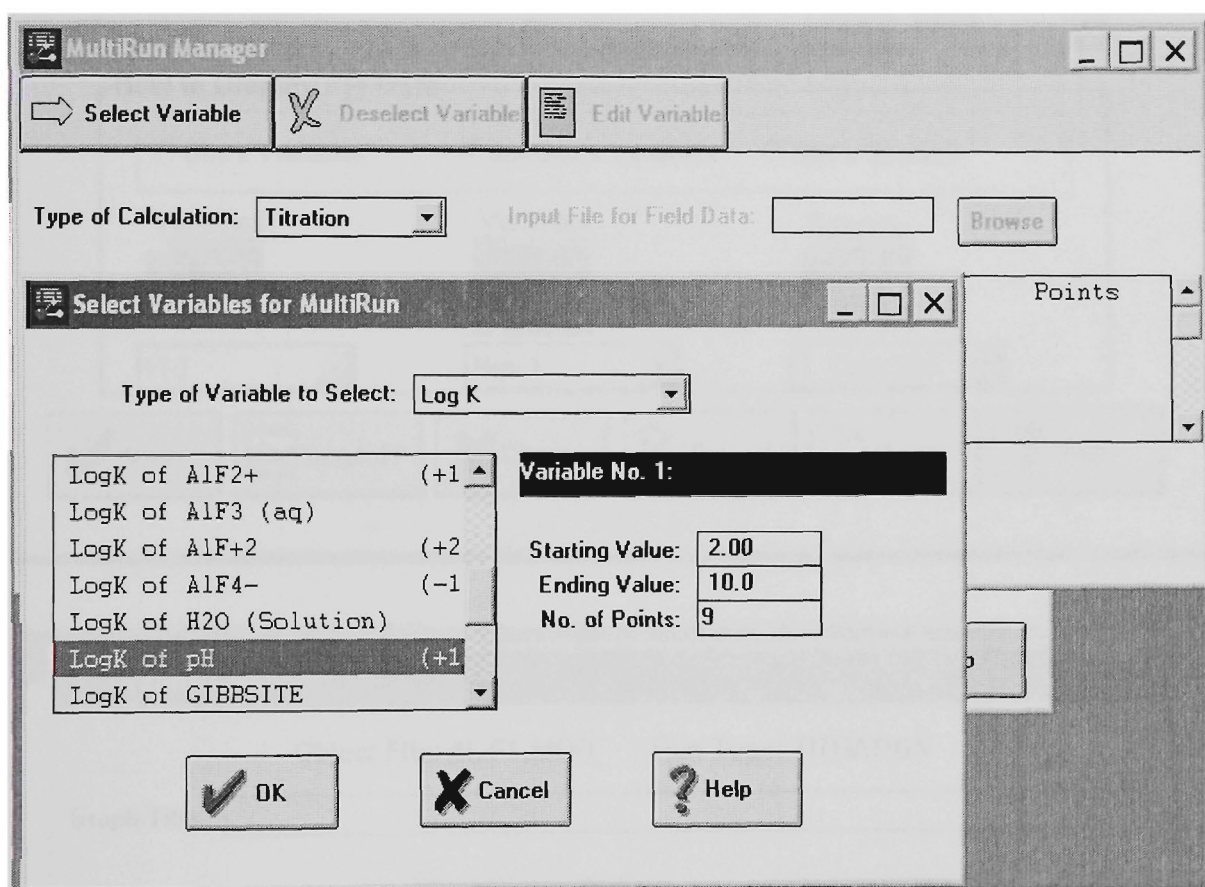 MultiRun Manager
Select Variable Deselect Variable Edit Variable
Type of Calculation: Titration Input File for Field Data: Browse
Points
Select Variables for MultiRun
Type of Variable to Select: Log K
LogK of AlF2+ (+1
LogK of AlF3 (aq)
LogK of AlF+2 (+2
LogK of AlF4- (-1
LogK of H2O (Solution)
LogK of pH (+1
LogK of GIBBSITE
Variable No. 1:
Starting Value: 2.00
Ending Value: 10.0
No. of Points: 9
OK Cancel Help